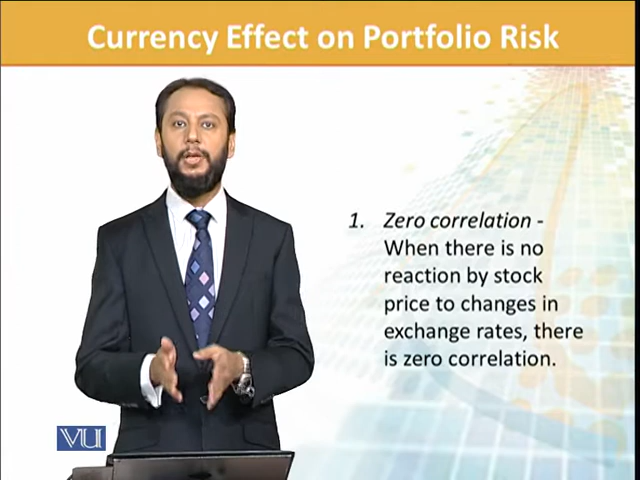 Currency Effect on Portfolio Risk
1. Zero correlation -
When there is no
reaction by stock
price to changes in
exchange rates, there
is zero correlation.
VU